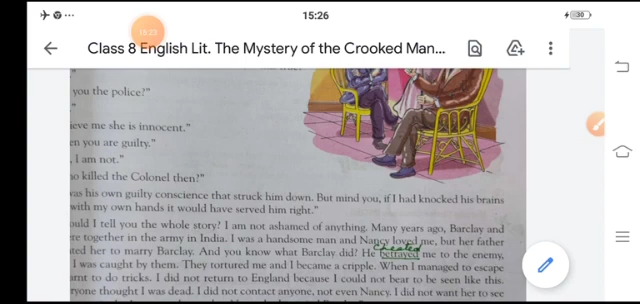 15:26
30
Class 8 English Lit. The Mystery of the Crooked Man...
you the police?"
ieve me she is innocent."
en you are guilty."
, I am not."
o killed the Colonel then?"
was his own guilty conscience that struck him down. But mind you, if I had knocked his brains
with my own hands it would have served him right."
ould I tell you the whole story? I am not ashamed of anything. Many years ago, Barclay and
re together in the army in India. I was a handsome man and Nancy loved me, but her father
ted her to marry Barclay. And you know what Barclay did? He betrayed me to the enemy,
cheated
I was caught by them. They tortured me and I became a cripple. When I managed to escape
arnt to do tricks. I did not return to England because I could not bear to be seen like this.
ryone thought I was dead. I did not contact anyone, not even Nancy. I did not want her to see